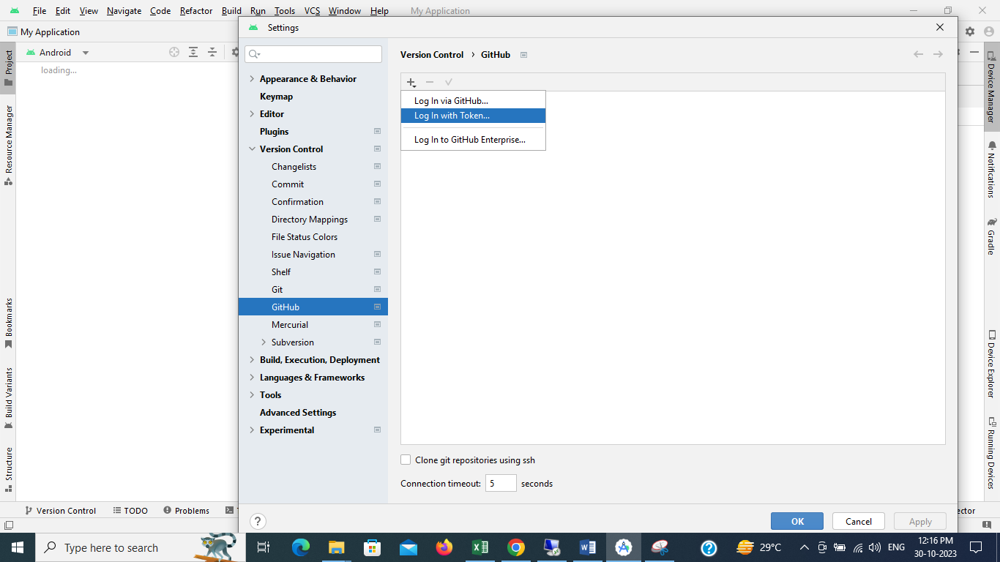 File Edit View Navigate Code Refactor Build Run Tools VCS Window Help My Application
My Application
Android
loading...
Project
Resource Manager
Bookmarks
Build Variants
Structure
Settings
Appearance & Behavior
Keymap
Editor
Plugins
Version Control
Changelists
Commit
Confirmation
Directory Mappings
File Status Colors
Issue Navigation
Shelf
Git
GitHub
Mercurial
Subversion
Build, Execution, Deployment
Languages & Frameworks
Tools
Advanced Settings
Experimental
Version Control › GitHub
Log In via GitHub...
Log In with Token...
Log In to GitHub Enterprise...
Clone git repositories using ssh
Connection timeout: 5 seconds
? OK Cancel Apply
Device Manager
Notifications
Gradle
Device Explorer
Running Devices
Version Control TODO Problems
ector
Type here to search
29°C
ENG
12:16 PM
30-10-2023